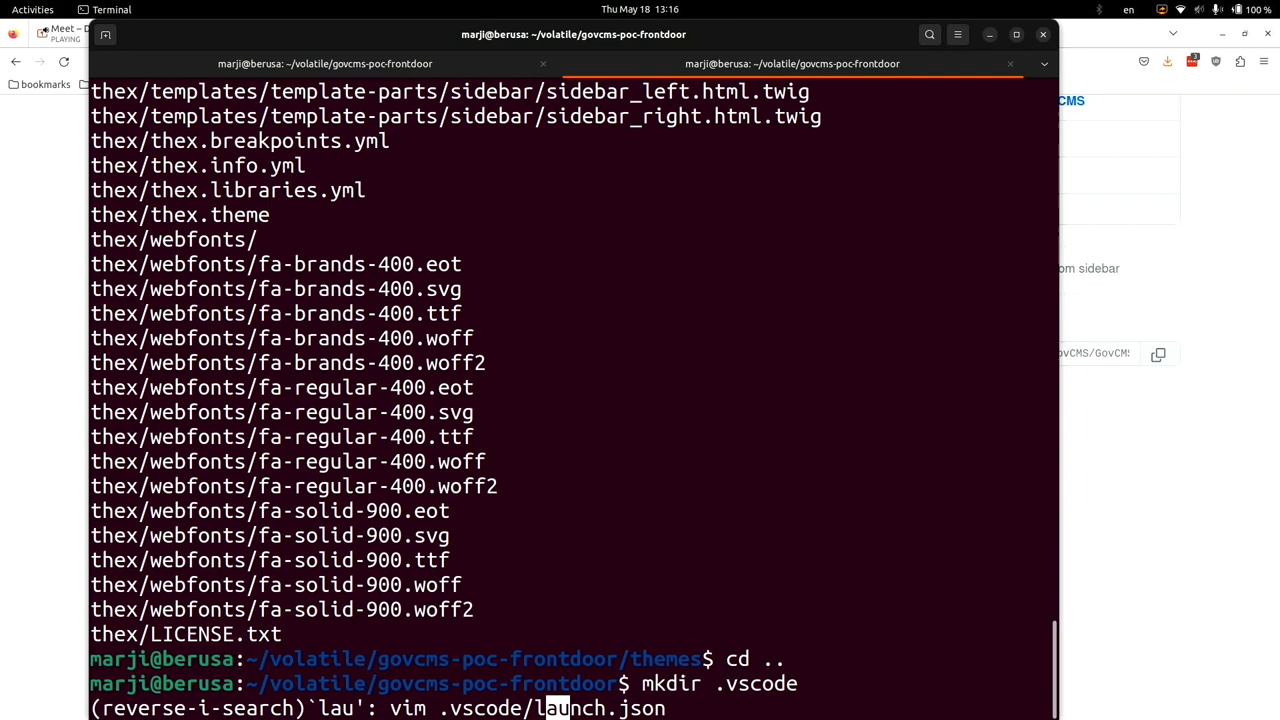 Activities
Terminal
Thu May 18 13:16
en
100 %
Meet – D
PLAYING
marji@berusa: ~/volatile/govcms-poc-frontdoor
marji@berusa: ~/volatile/govcms-poc-frontdoor
marji@berusa: ~/volatile/govcms-poc-frontdoor
bookmarks
3
thex/templates/template-parts/sidebar/sidebar_left.html.twig
thex/templates/template-parts/sidebar/sidebar_right.html.twig
thex/thex.breakpoints.yml
thex/thex.info.yml
thex/thex.libraries.yml
thex/thex.theme
thex/webfonts/
thex/webfonts/fa-brands-400.eot
thex/webfonts/fa-brands-400.svg
thex/webfonts/fa-brands-400.ttf
thex/webfonts/fa-brands-400.woff
thex/webfonts/fa-brands-400.woff2
thex/webfonts/fa-regular-400.eot
thex/webfonts/fa-regular-400.svg
thex/webfonts/fa-regular-400.ttf
thex/webfonts/fa-regular-400.woff
thex/webfonts/fa-regular-400.woff2
thex/webfonts/fa-solid-900.eot
thex/webfonts/fa-solid-900.svg
thex/webfonts/fa-solid-900.ttf
thex/webfonts/fa-solid-900.woff
thex/webfonts/fa-solid-900.woff2
thex/LICENSE.txt
marji@berusa:~/volatile/govcms-poc-frontdoor/themes$ cd ..
marji@berusa:~/volatile/govcms-poc-frontdoor$ mkdir .vscode
(reverse-i-search)`lau': vim .vscode/launch.json
CMS
om sidebar
ovCMS/GovCMS